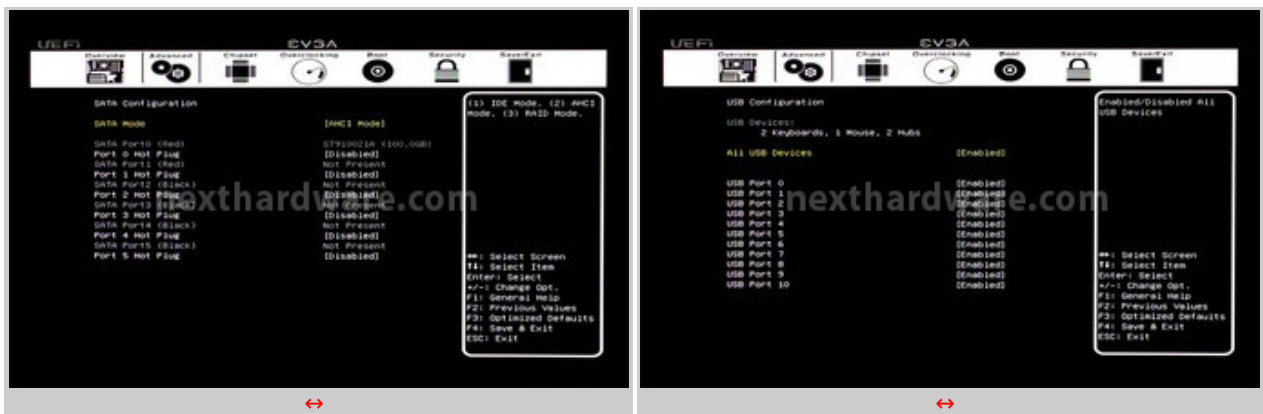 UEFI EVGA
Overview Advanced Chipset Overclocking Boot Security Save/Exit
SATA Configuration
SATA Mode [AHCI Mode]
SATA Port0 (Red) ST910021A (100.0GB)
Port 0 Hot Plug [Disabled]
SATA Port1 (Red) Not Present
Port 1 Hot Plug [Disabled]
SATA Port2 (Black) Not Present
Port 2 Hot Plug [Disabled]
SATA Port3 Not Present
Port 3 Hot Plug [Disabled]
SATA Port4 (Black) Not Present
Port 4 Hot Plug [Disabled]
SATA Port5 (Black) Not Present
Port 5 Hot Plug [Disabled]
(1) IDE Mode. (2) AHCI
Mode. (3) RAID Mode.
↔: Select Screen
↑↓: Select Item
Enter: Select
+/-: Change Opt.
F1: General Help
F2: Previous Values
F3: Optimized Defaults
F4: Save & Exit
ESC: Exit
nexthardware.com
UEFI EVGA
Overview Advanced Chipset Overclocking Boot Security Save/Exit
USB Configuration
USB Devices:
2 Keyboards, 1 Mouse, 2 Hubs
All USB Devices [Enabled]
USB Port 0 [Enabled]
USB Port 1 [Enabled]
USB Port 2 [Enabled]
USB Port 3 [Enabled]
USB Port 4 [Enabled]
USB Port 5 [Enabled]
USB Port 6 [Enabled]
USB Port 7 [Enabled]
USB Port 8 [Enabled]
USB Port 9 [Enabled]
USB Port 10 [Enabled]
Enabled/Disabled All
USB Devices
↔: Select Screen
↑↓: Select Item
Enter: Select
+/-: Change Opt.
F1: General Help
F2: Previous Values
F3: Optimized Defaults
F4: Save & Exit
ESC: Exit
nexthardware.com